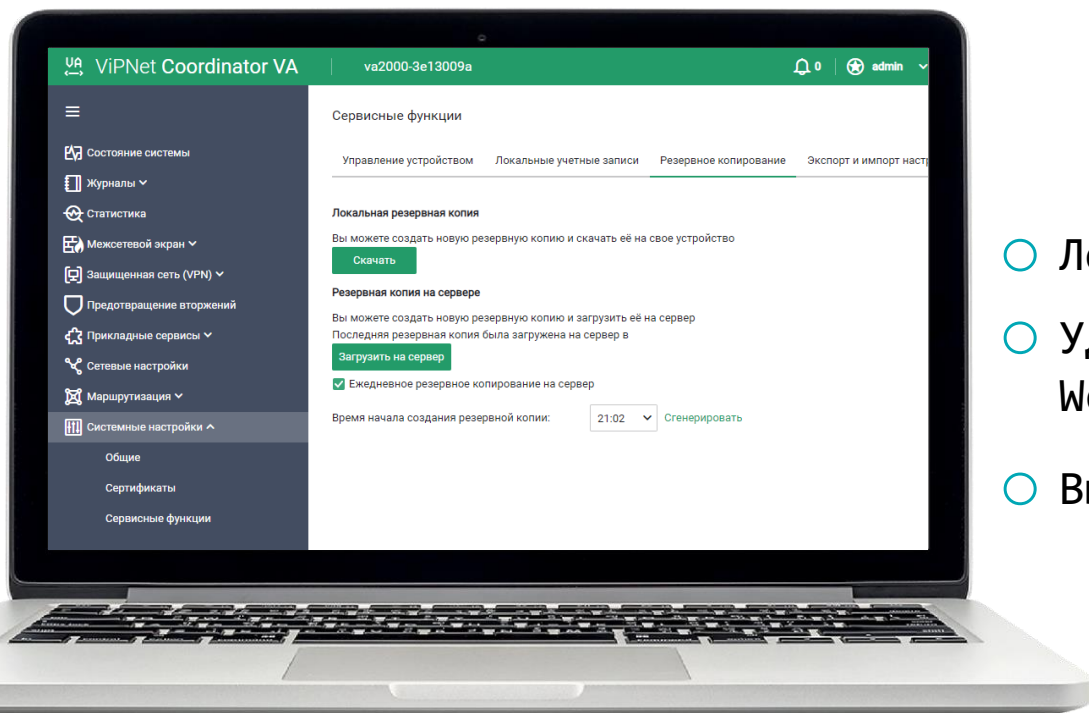 VA ViPNet Coordinator VA
va2000-3e13009a
0
admin
Состояние системы
Журналы
Статистика
Межсетевой экран
Защищенная сеть (VPN)
Предотвращение вторжений
Прикладные сервисы
Сетевые настройки
Маршрутизация
Системные настройки
Общие
Сертификаты
Сервисные функции
Сервисные функции
Управление устройством Локальные учетные записи Резервное копирование Экспорт и импорт наст
Локальная резервная копия
Вы можете создать новую резервную копию и скачать её на свое устройство
Скачать
Резервная копия на сервере
Вы можете создать новую резервную копию и загрузить её на сервер
Последняя резервная копия была загружена на сервер в
Загрузить на сервер
Ежедневное резервное копирование на сервер
Время начала создания резервной копии: 21:02 Сгенерировать